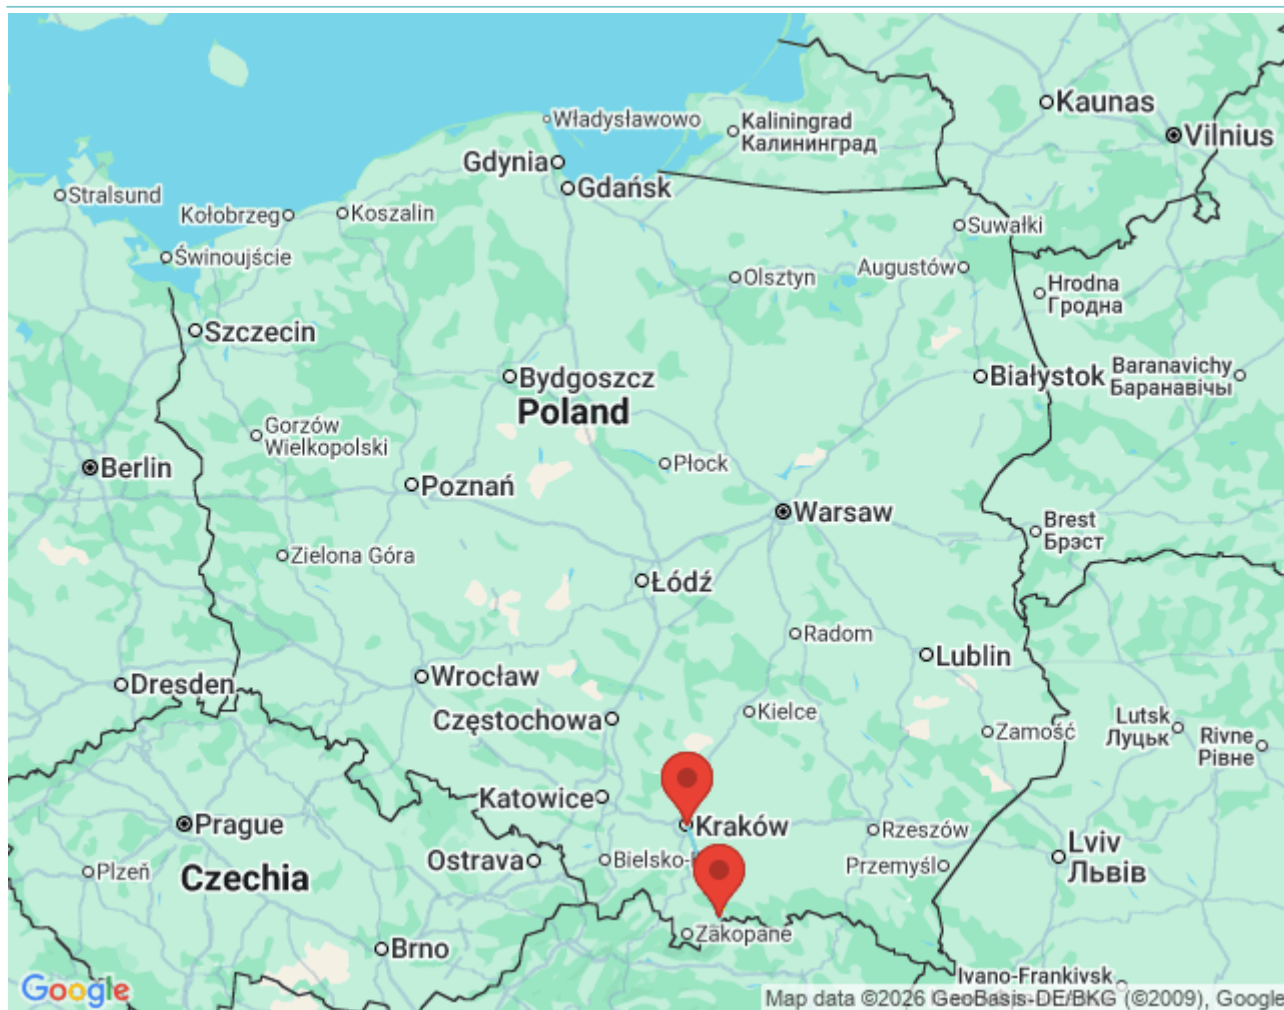 Władysławowo
Kaliningrad
Калининград
Kaunas
Vilnius
Gdynia
Gdańsk
Stralsund
Kołobrzeg
Koszalin
Suwałki
Świnoujście
Olsztyn
Augustów
Hrodna
Гродна
Szczecin
Bydgoszcz
Poland
Białystok
Baranavichy
Баранавічы
Gorzów
Wielkopolski
Berlin
Płock
Poznań
Warsaw
Brest
Брэст
Zielona Góra
Łódź
Radom
Lublin
Dresden
Wrocław
Częstochowa
Kielce
Zamość
Lutsk
Луцьк
Rivne
Рівне
Katowice
Kraków
Prague
Rzeszów
Lviv
Львів
Ostrava
Bielsko-
Przemyśl
Plzeň
Czechia
Zakopane
Brno
Ivano-Frankivsk
Google
Map data ©2026 GeoBasis-DE/BKG (©2009), Google